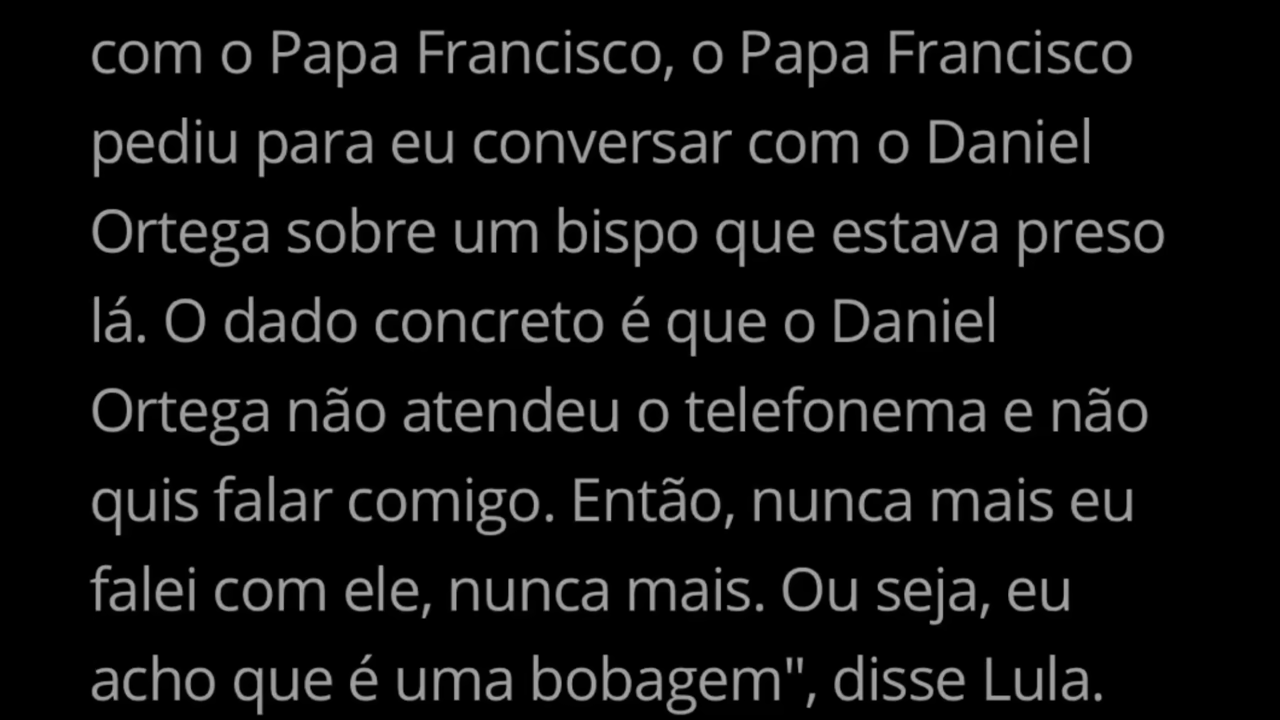 com o Papa Francisco, o Papa Francisco
pediu para eu conversar com o Daniel
Ortega sobre um bispo que estava preso
lá. O dado concreto é que o Daniel
Ortega não atendeu o telefonema e não
quis falar comigo. Então, nunca mais eu
falei com ele, nunca mais. Ou seja, eu
acho que é uma bobagem", disse Lula.